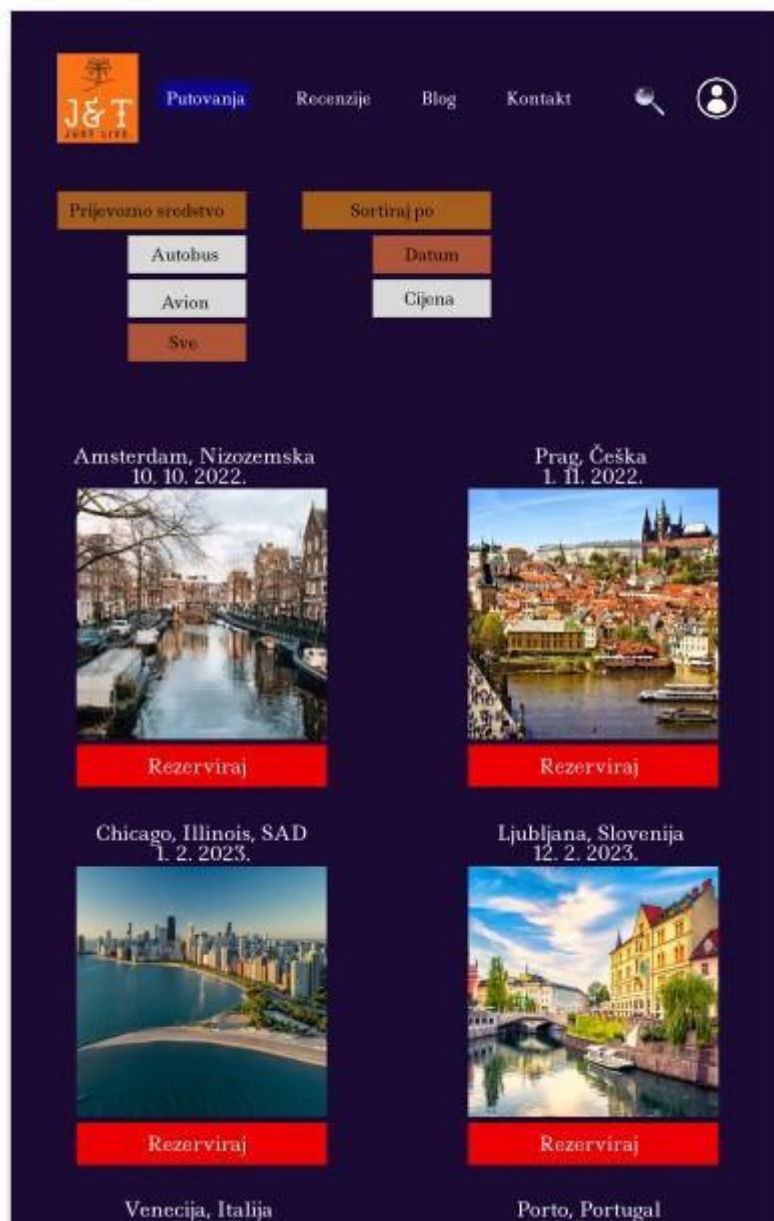 J&T
JUST LIVE.
Putovanja
Recenzije
Blog
Kontakt
Prijevozno sredstvo
Autobus
Avion
Sve
Sortiraj po
Datum
Cijena
Amsterdam, Nizozemska
10. 10. 2022.
Rezerviraj
Prag, Češka
1. 11. 2022.
Rezerviraj
Chicago, Illinois, SAD
1. 2. 2023.
Rezerviraj
Ljubljana, Slovenija
12. 2. 2023.
Rezerviraj
Venecija, Italija
Porto, Portugal